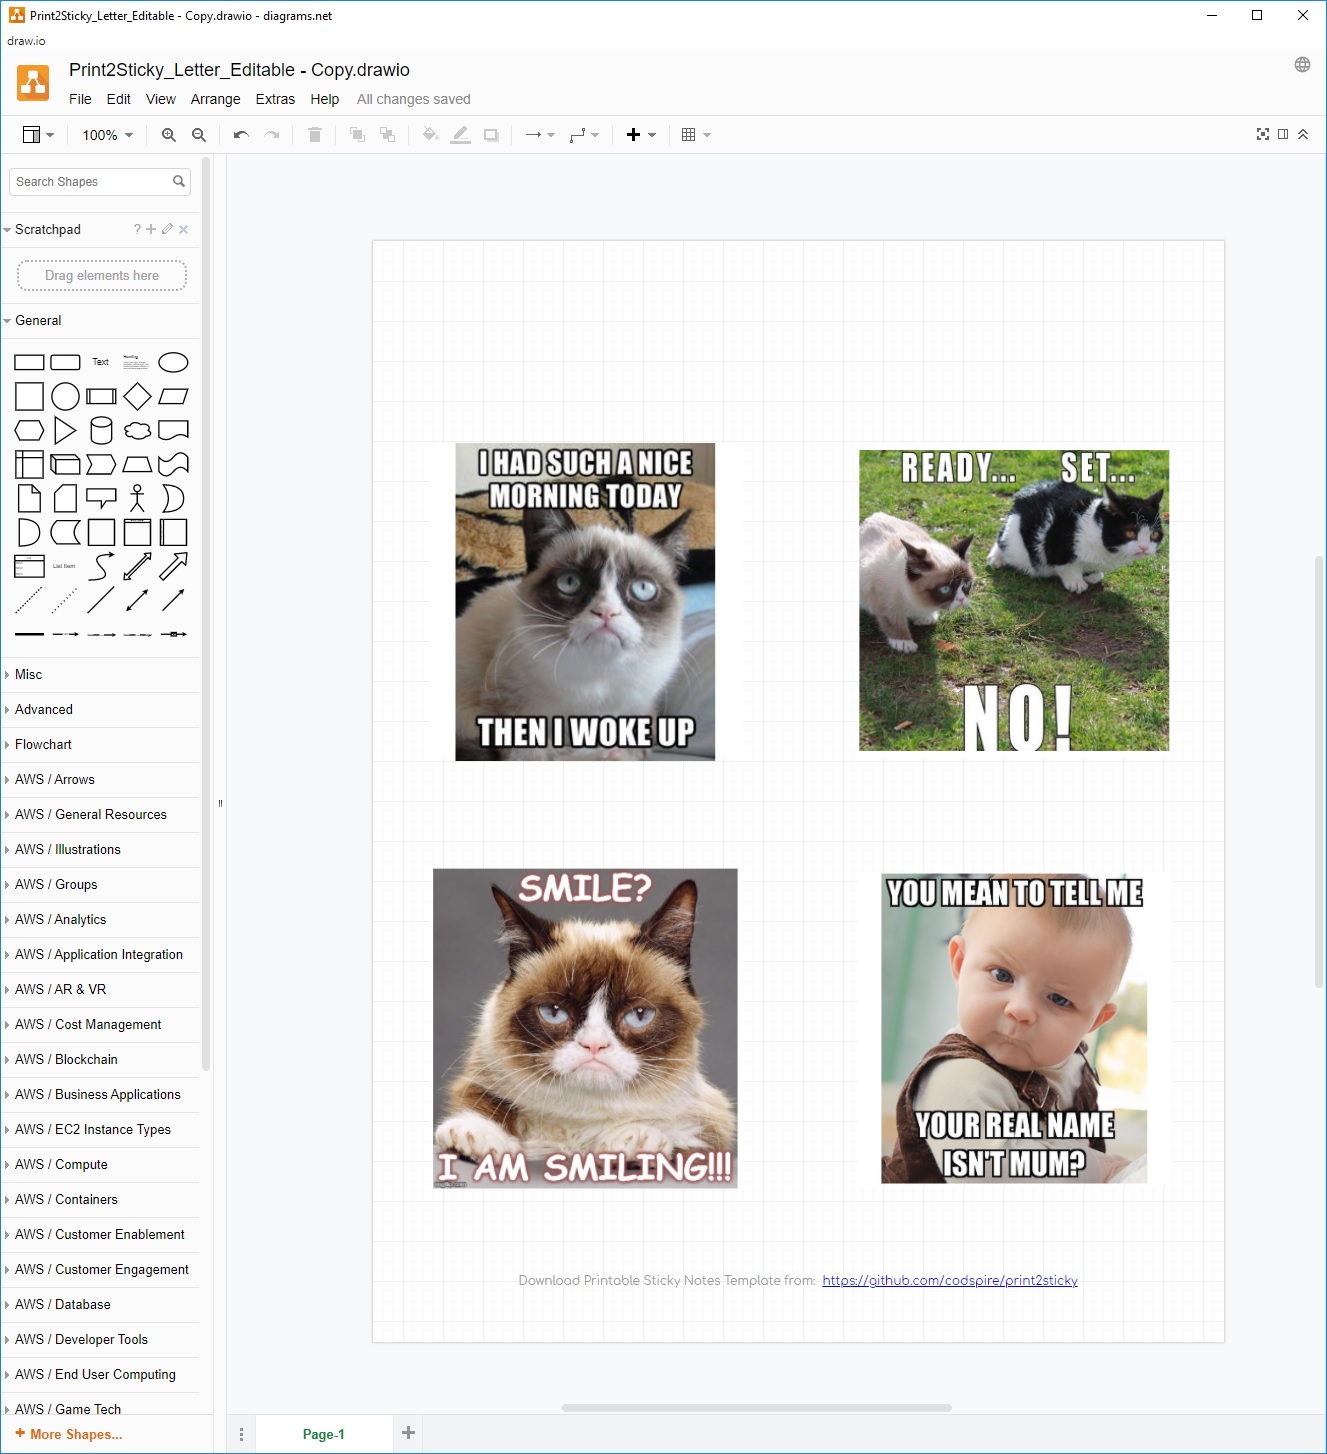 Print2Sticky_Letter_Editable - Copy.drawio - diagrams.net
draw.io
Print2Sticky_Letter_Editable - Copy.drawio
File Edit View Arrange Extras Help All changes saved
100%
Search Shapes
Scratchpad ?
Drag elements here
General
Text
Heading
List Item
Misc
Advanced
Flowchart
AWS / Arrows
AWS / General Resources
AWS / Illustrations
AWS / Groups
AWS / Analytics
AWS / Application Integration
AWS / AR & VR
AWS / Cost Management
AWS / Blockchain
AWS / Business Applications
AWS / EC2 Instance Types
AWS / Compute
AWS / Containers
AWS / Customer Enablement
AWS / Customer Engagement
AWS / Database
AWS / Developer Tools
AWS / End User Computing
AWS / Game Tech
More Shapes...
I HAD SUCH A NICE
MORNING TODAY
THEN I WOKE UP
READY... SET...
NO!
SMILE?
I AM SMILING!!!
imgflip.com
YOU MEAN TO TELL ME
YOUR REAL NAME
ISN'T MUM?
Download Printable Sticky Notes Template from: https://github.com/codspire/print2sticky
Page-1